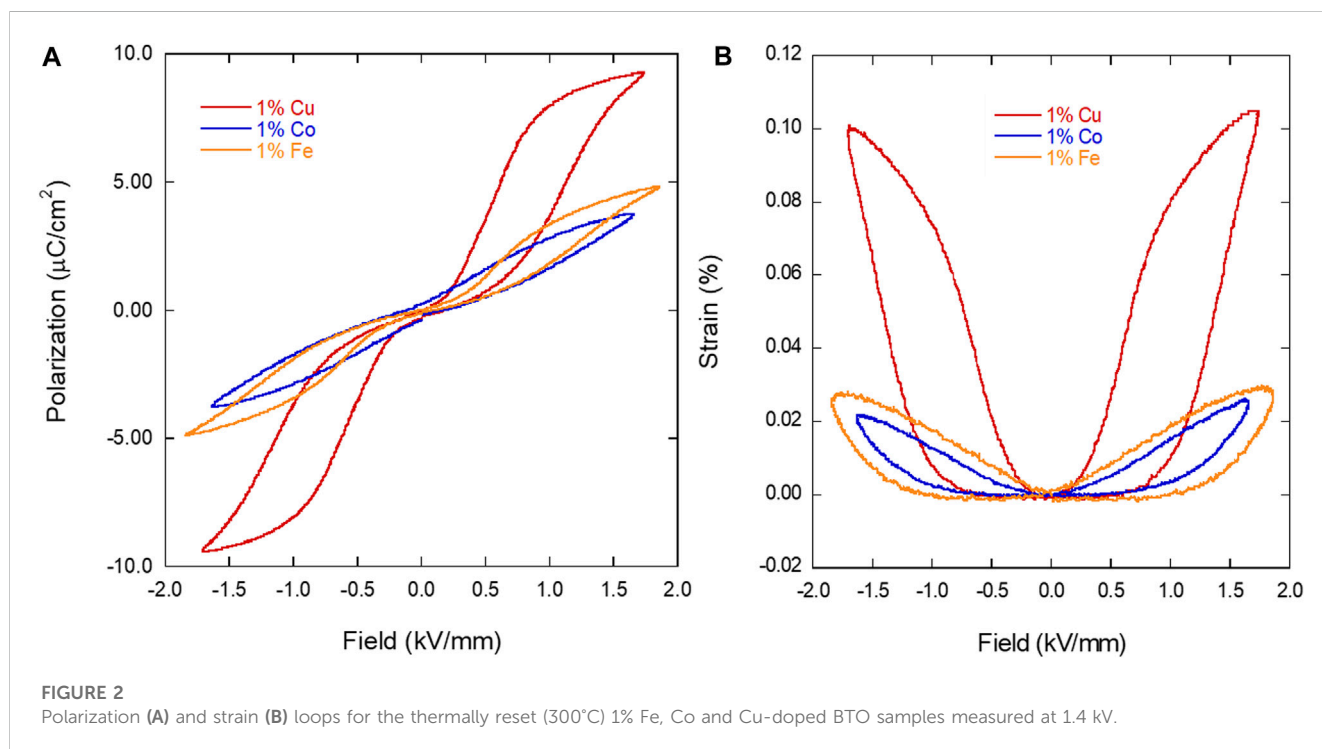 A
10.0
5.00
0.00
-5.00
-10.0
Polarization (μC/cm²)
1% Cu
1% Co
1% Fe
-2.0 -1.5 -1.0 -0.5 0.0 0.5 1.0 1.5 2.0
Field (kV/mm)
B
0.12
0.10
0.08
0.06
0.04
0.02
0.00
-0.02
Strain (%)
1% Cu
1% Co
1% Fe
-2.0 -1.5 -1.0 -0.5 0.0 0.5 1.0 1.5 2.0
Field (kV/mm)
FIGURE 2
Polarization (A) and strain (B) loops for the thermally reset (300°C) 1% Fe, Co and Cu-doped BTO samples measured at 1.4 kV.